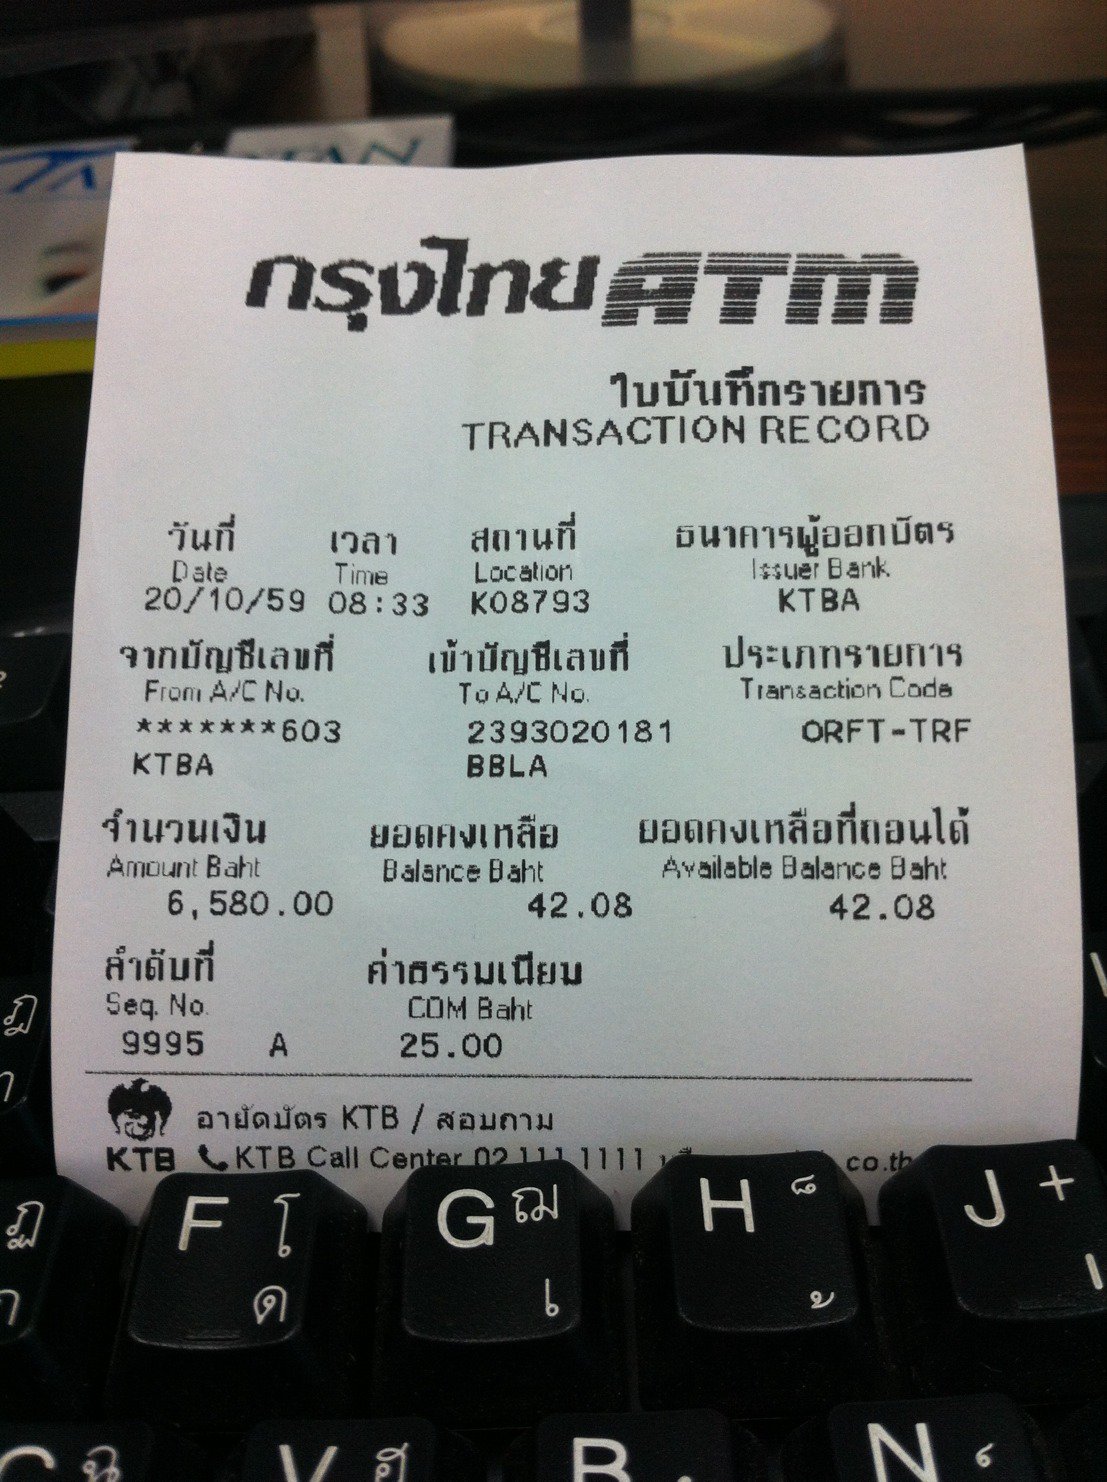 กรุงไทย ATM
ใบบันทึกรายการ
TRANSACTION RECORD
วันที่ เวลา สถานที่ ธนาคารผู้ออกบัตร
Date Time Location Issuer Bank
20/10/59 08:33 K08793 KTBA
จากบัญชีเลขที่ เข้าบัญชีเลขที่ ประเภทรายการ
From A/C No. To A/C No. Transaction Code
*******603 2393020181 ORFT-TRF
KTBA BBLA
จำนวนเงิน ยอดคงเหลือ ยอดคงเหลือที่ถอนได้
Amount Baht Balance Baht Available Balance Baht
6,580.00 42.08 42.08
ลำดับที่ ค่าธรรมเนียม
Seq. No. COM Baht
9995 A 25.00
อายัดบัตร KTB / สอบถาม
KTB KTB Call Center 02 111 1111 co.th
F โ G ฌ H ็ J +
ด เ ้
C ฉ V ฮ B N ์